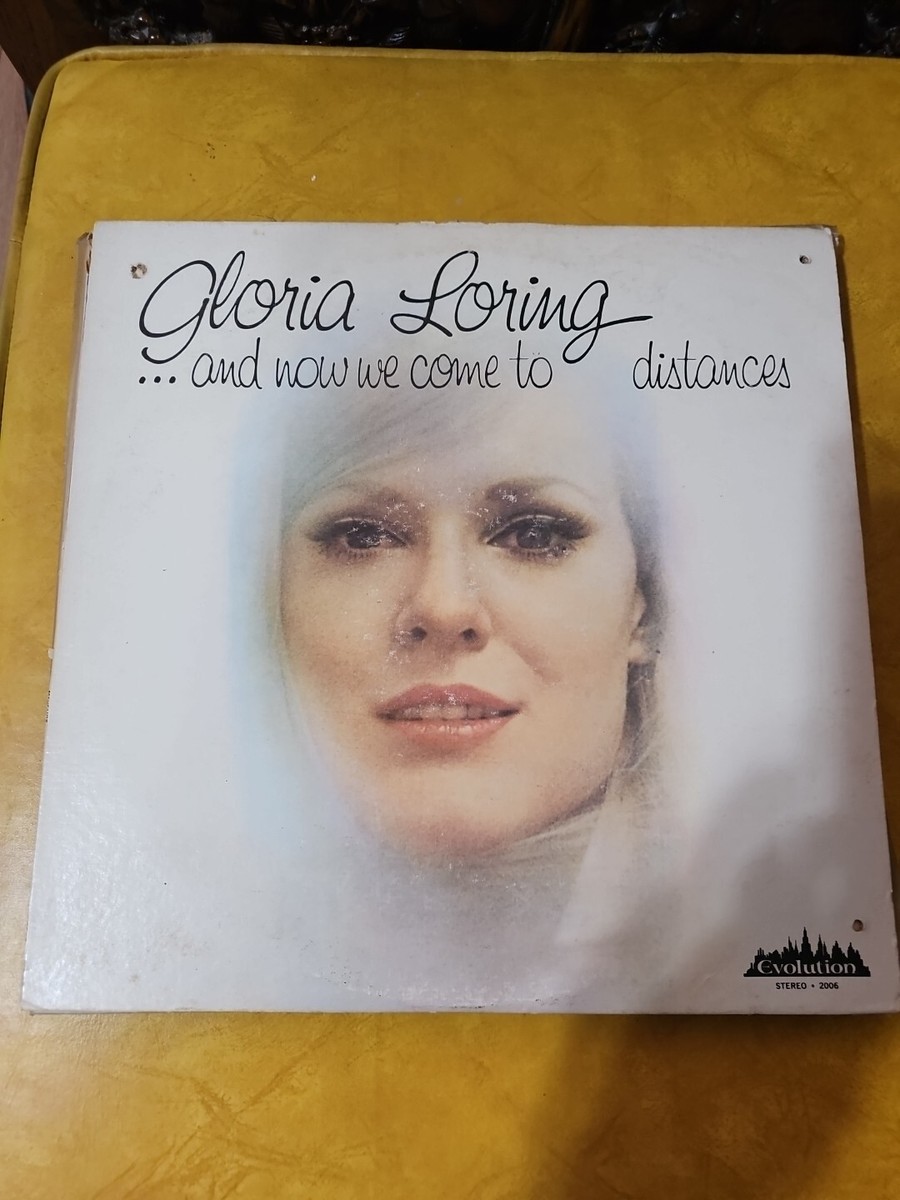 Gloria Loring
... and now we come to distances
Evolution
STEREO • 2006